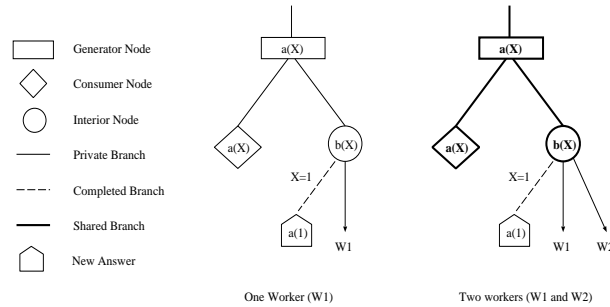 Generator Node
Consumer Node
Interior Node
Private Branch
Completed Branch
Shared Branch
New Answer
a(X)
a(X)
b(X)
X=1
a(1)
W1
One Worker (W1)
a(X)
a(X)
b(X)
X=1
a(1)
W1
W2
Two workers (W1 and W2)